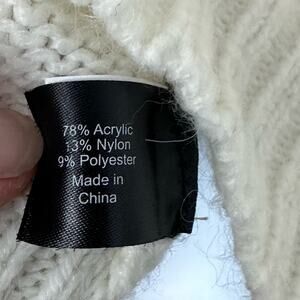 78% Acrylic
13% Nylon
9% Polyester
Made in
China